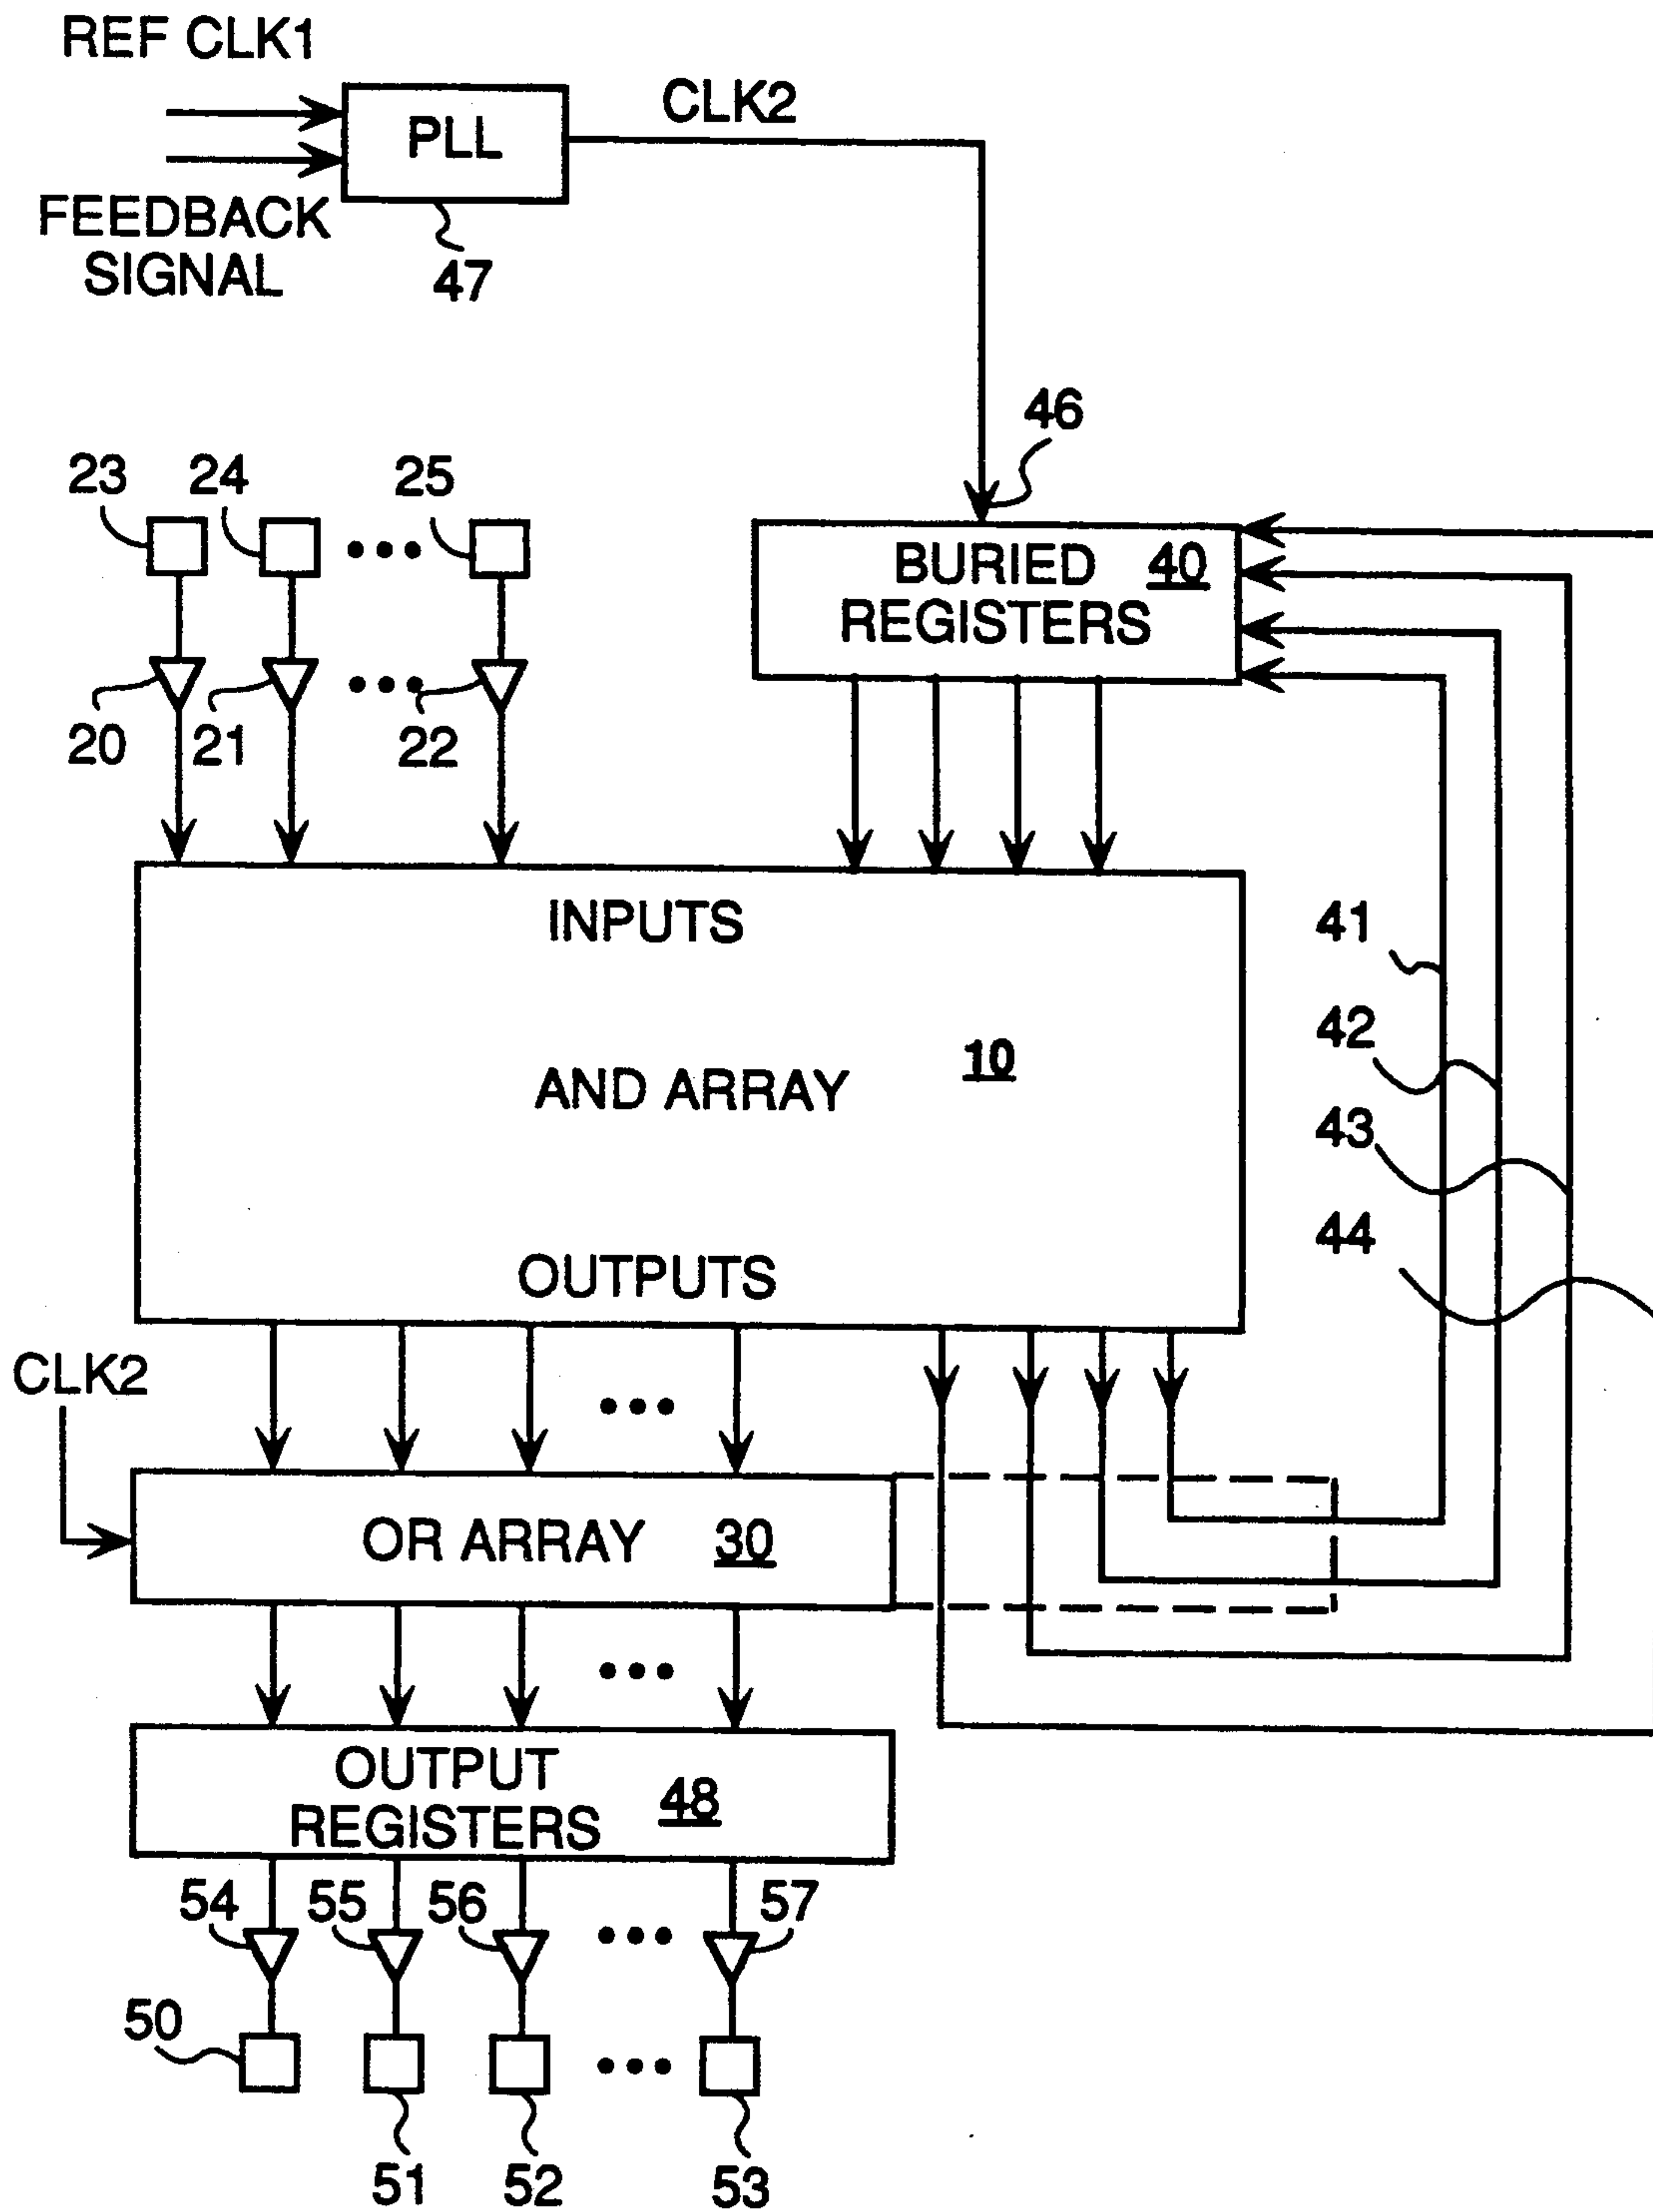 REF CLK1
CLK2
PLL
FEEDBACK
SIGNAL
47
46
23
24
25
BURIED
REGISTERS
40
20
21
22
INPUTS
41
42
AND ARRAY
10
43
44
OUTPUTS
CLK2
OR ARRAY
30
OUTPUT
REGISTERS
48
54
55
56
57
50
51
52
53